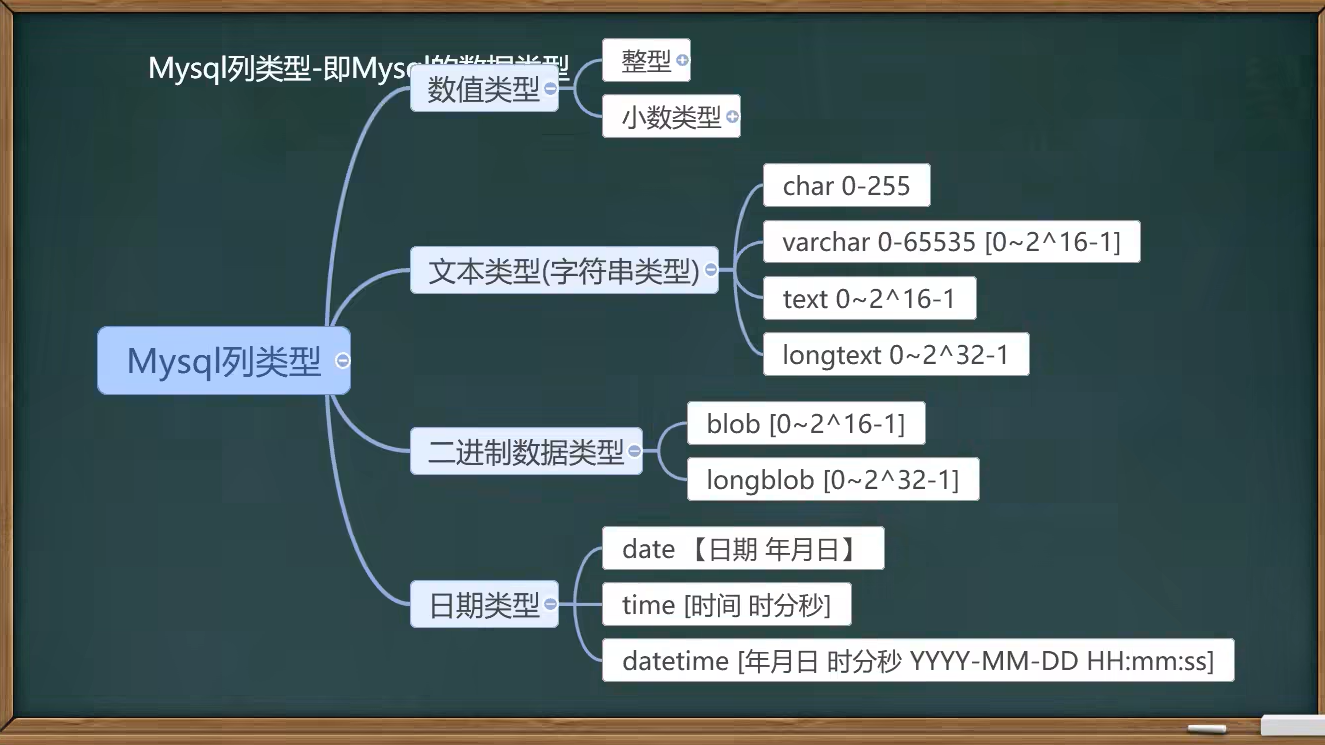 Mysql列类型-即Mysql的数据类型
数值类型
整型
小数类型
Mysql列类型
文本类型(字符串类型)
char 0-255
varchar 0-65535 [0~2^16-1]
text 0~2^16-1
longtext 0~2^32-1
二进制数据类型
blob [0~2^16-1]
longblob [0~2^32-1]
日期类型
date 【日期 年月日】
time [时间 时分秒]
datetime [年月日 时分秒 YYYY-MM-DD HH:mm:ss]